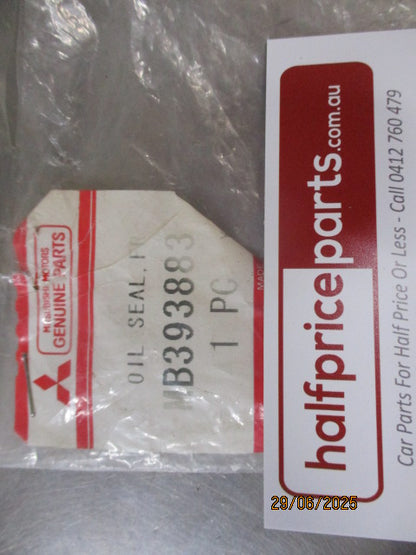 MITSUBISHI MOTORS
GENUINE PARTS
OIL SEAL, FR
MB393883
1 PC
MADE
halfpriceparts.com.au
Car Parts For Half Price Or Less - Call 0412 760 479
29/06/2025